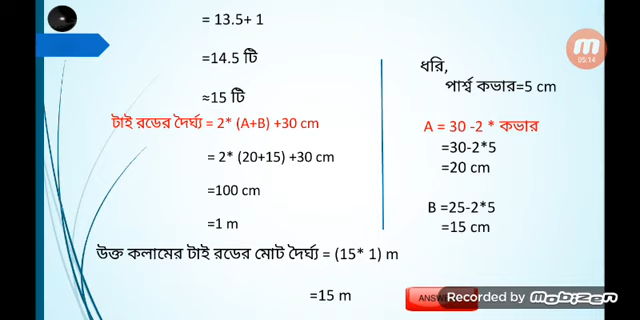 = 13.5+ 1
=14.5 টি
≈15 টি
টাই রডের দৈর্ঘ্য = 2* (A+B) +30 cm
= 2* (20+15) +30 cm
=100 cm
=1 m
উক্ত কলামের টাই রডের মোট দৈর্ঘ্য = (15* 1) m
=15 m
ধরি,
পার্শ্ব কভার=5 cm
A = 30 -2 * কভার
=30-2*5
=20 cm
B =25-2*5
=15 cm
05:14
ANSWE
Recorded by Mobizen